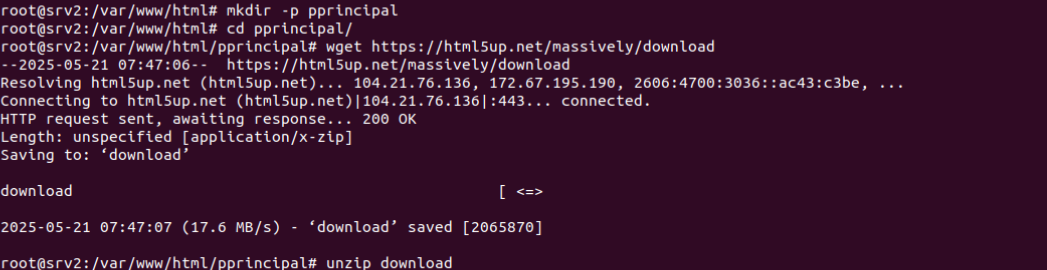 root@srv2:/var/www/html# mkdir -p pprincipal
root@srv2:/var/www/html# cd pprincipal/
root@srv2:/var/www/html/pprincipal# wget https://html5up.net/massively/download
--2025-05-21 07:47:06--  https://html5up.net/massively/download
Resolving html5up.net (html5up.net)... 104.21.76.136, 172.67.195.190, 2606:4700:3036::ac43:c3be, ...
Connecting to html5up.net (html5up.net)|104.21.76.136|:443... connected.
HTTP request sent, awaiting response... 200 OK
Length: unspecified [application/x-zip]
Saving to: ‘download’
download [ <=>
2025-05-21 07:47:07 (17.6 MB/s) - ‘download’ saved [2065870]
root@srv2:/var/www/html/pprincipal# unzip download